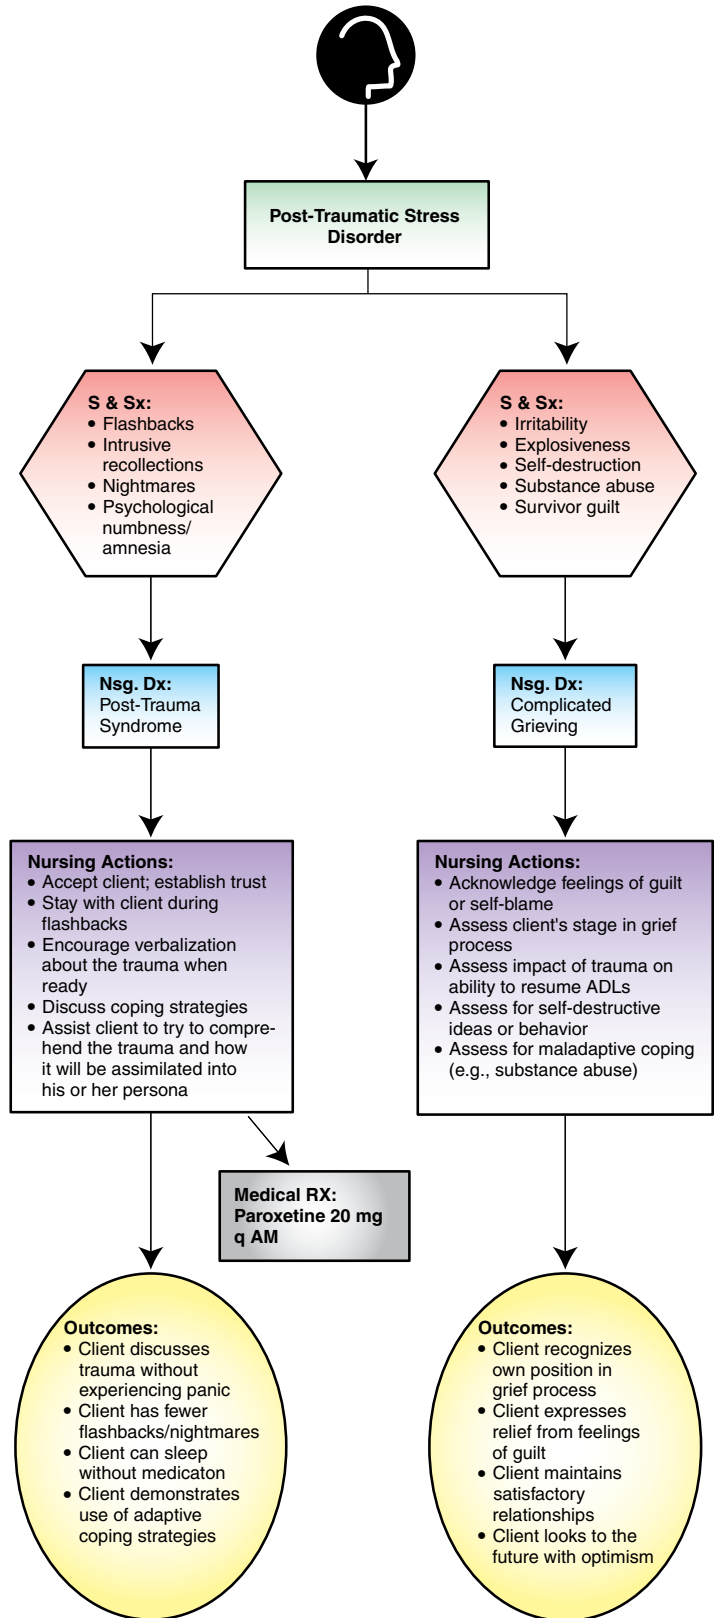 Post-Traumatic Stress
Disorder
S & Sx:
• Flashbacks
• Intrusive
recollections
• Nightmares
• Psychological
numbness/
amnesia
Nsg. Dx:
Post-Trauma
Syndrome
Nursing Actions:
• Accept client; establish trust
• Stay with client during
flashbacks
• Encourage verbalization
about the trauma when
ready
• Discuss coping strategies
• Assist client to try to compre-
hend the trauma and how
it will be assimilated into
his or her persona
Medical RX:
Paroxetine 20 mg
q AM
Outcomes:
• Client discusses
trauma without
experiencing panic
• Client has fewer
flashbacks/nightmares
• Client can sleep
without medicaton
• Client demonstrates
use of adaptive
coping strategies
S & Sx:
• Irritability
• Explosiveness
• Self-destruction
• Substance abuse
• Survivor guilt
Nsg. Dx:
Complicated
Grieving
Nursing Actions:
• Acknowledge feelings of guilt
or self-blame
• Assess client's stage in grief
process
• Assess impact of trauma on
ability to resume ADLs
• Assess for self-destructive
ideas or behavior
• Assess for maladaptive coping
(e.g., substance abuse)
Outcomes:
• Client recognizes
own position in
grief process
• Client expresses
relief from feelings
of guilt
• Client maintains
satisfactory
relationships
• Client looks to the
future with optimism